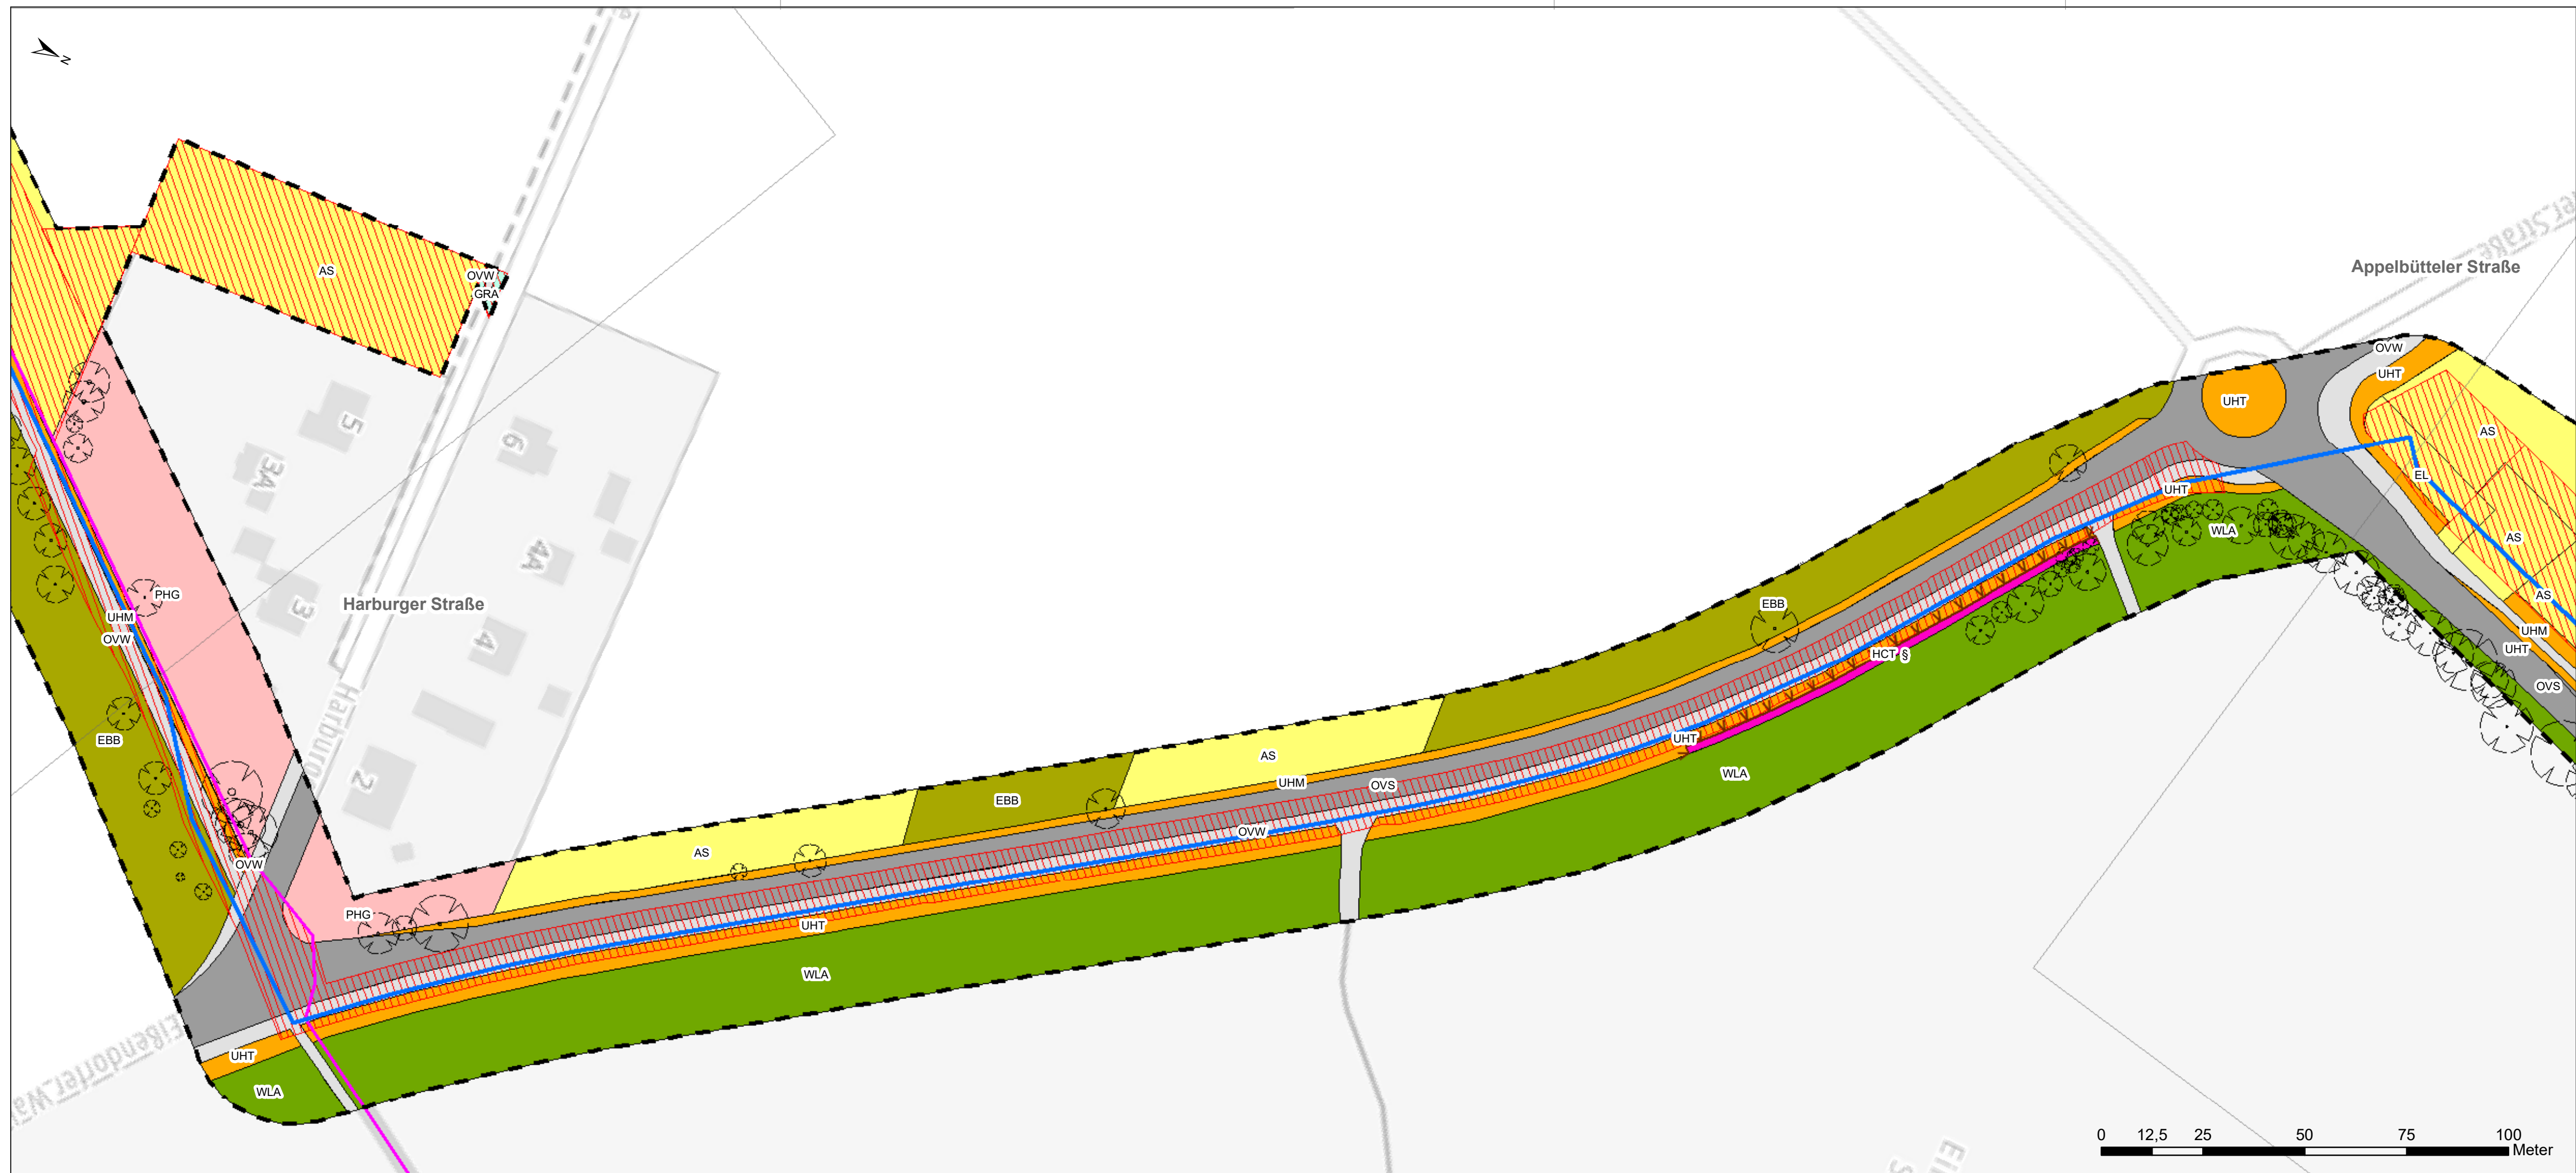 N
Appelbütteler Straße
OVW
AS
OVW
GRA
UHT
UHT
5
6
3A
4A
3
4
2
AS
EL
UHT
WLA
AS
AS
PHG
UHM
OVW
Harburger Straße
EBB
UHM
UHT
HCT §
OVS
EBB
UHT
AS
WLA
UHM
OVS
EBB
OVW
AS
OVW
PHG
UHT
WLA
UHT
WLA
Eißendorfer
0 12,5 25 50 75 100
Meter